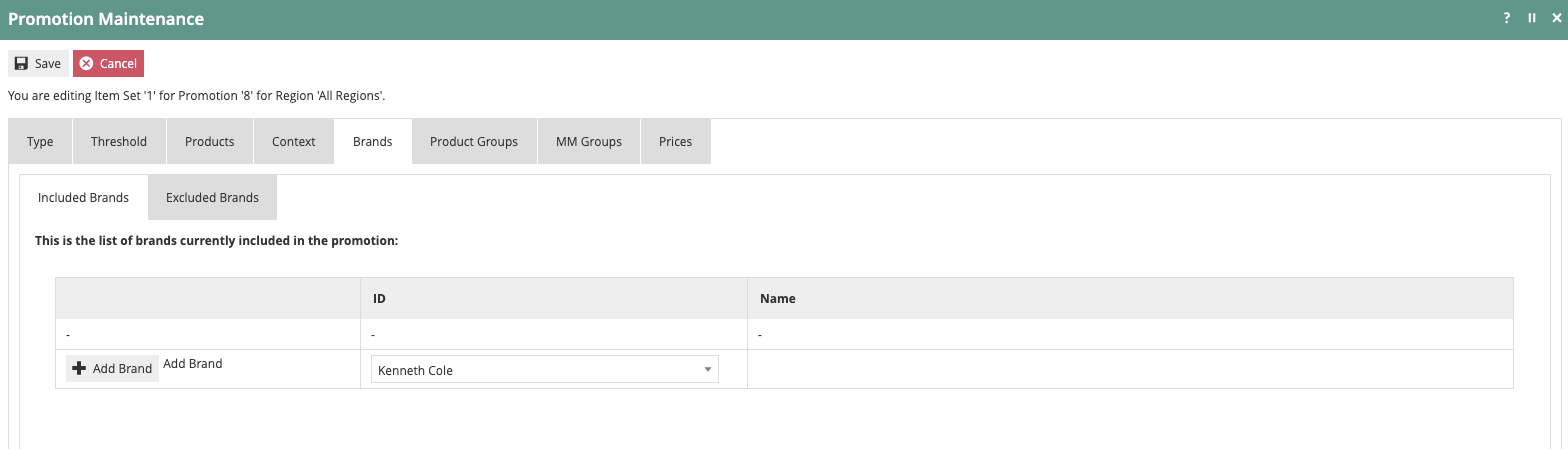 Promotion Maintenance ?
Save Cancel
You are editing Item Set '1' for Promotion '8' for Region 'All Regions'.
Type Threshold Products Context Brands Product Groups MM Groups Prices
Included Brands Excluded Brands
This is the list of brands currently included in the promotion:
ID Name
- - -
Add Brand Add Brand Kenneth Cole